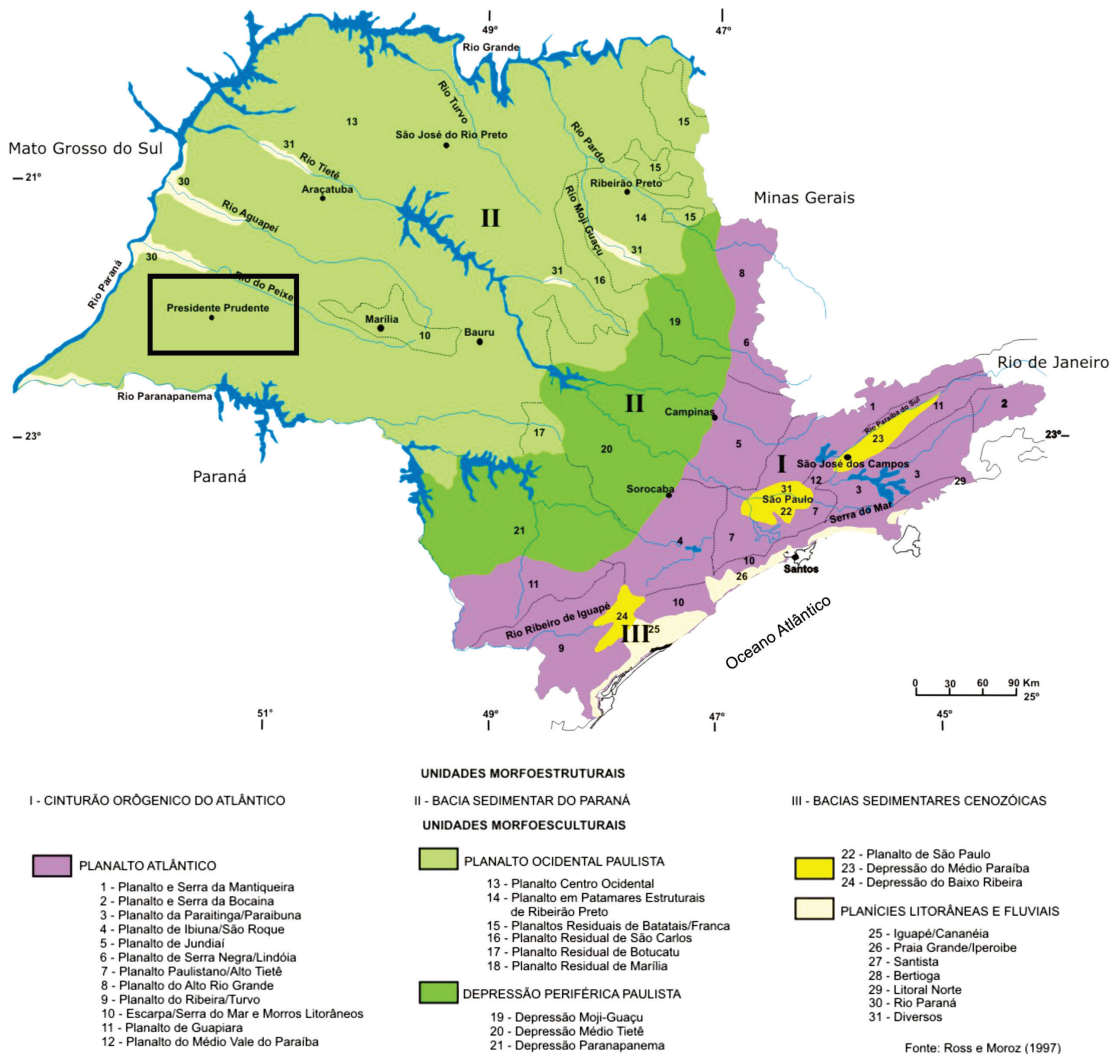 49º
47º
Rio Grande
Rio Turvo
13
15
São José do Rio Preto
Mato Grosso do Sul
31
Rio Tietê
Rio Pardo
15
21º
30
Araçatuba
Ribeirão Preto
Minas Gerais
Rio Aguapeí
II
Rio Moji Guaçu
14
15
30
31
Rio do Peixe
31
16
8
Rio Paraná
Presidente Prudente
Marília
10
Bauru
19
6
Rio de Janeiro
Rio Paranapanema
II
Campinas
1
Rio Paraíba do Sul
11
2
23º
17
20
5
23
23º
Paraná
I
São José dos Campos
Sorocaba
31
12
3
3
29
São Paulo
22
7
Serra do Mar
21
4
7
10
Santos
11
26
10
Rio Ribeiro de Iguapé
24
25
III
9
Oceano Atlântico
0 30 60 90 Km
25º
51º
49º
47º
45º
UNIDADES MORFOESTRUTURAIS
I - CINTURÃO ORÔGENICO DO ATLÂNTICO
II - BACIA SEDIMENTAR DO PARANÁ
III - BACIAS SEDIMENTARES CENOZÓICAS
UNIDADES MORFOESCULTURAIS
PLANALTO ATLÂNTICO
1 - Planalto e Serra da Mantiqueira
2 - Planalto e Serra da Bocaina
3 - Planalto da Paraitinga/Paraibuna
4 - Planalto de Ibiuna/São Roque
5 - Planalto de Jundiaí
6 - Planalto de Serra Negra/Lindóia
7 - Planalto Paulistano/Alto Tietê
8 - Planalto do Alto Rio Grande
9 - Planalto do Ribeira/Turvo
10 - Escarpa/Serra do Mar e Morros Litorâneos
11 - Planalto de Guapiara
12 - Planalto do Médio Vale do Paraíba
PLANALTO OCIDENTAL PAULISTA
13 - Planalto Centro Ocidental
14 - Planalto em Patamares Estruturais
de Ribeirão Preto
15 - Planaltos Residuais de Batatais/Franca
16 - Planalto Residual de São Carlos
17 - Planalto Residual de Botucatu
18 - Planalto Residual de Marília
DEPRESSÃO PERIFÉRICA PAULISTA
19 - Depressão Moji-Guaçu
20 - Depressão Médio Tietê
21 - Depressão Paranapanema
22 - Planalto de São Paulo
23 - Depressão do Médio Paraíba
24 - Depressão do Baixo Ribeira
PLANÍCIES LITORÂNEAS E FLUVIAIS
25 - Iguapé/Cananéia
26 - Praia Grande/Iperoibe
27 - Santista
28 - Bertioga
29 - Litoral Norte
30 - Rio Paraná
31 - Diversos
Fonte: Ross e Moroz (1997)